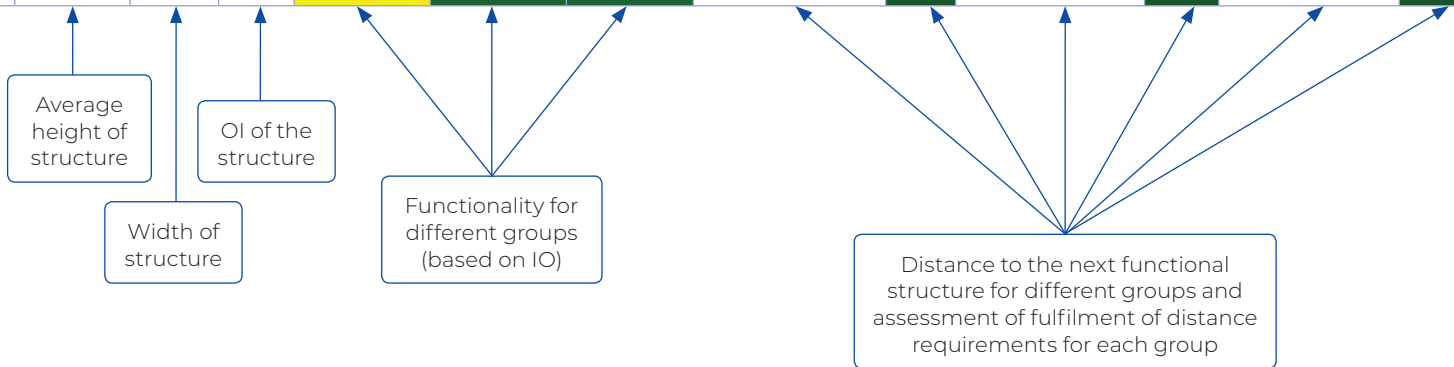 Average
height of
structure
Width of
structure
OI of the
structure
Functionality for
different groups
(based on IO)
Distance to the next functional
structure for different groups and
assessment of fulfilment of distance
requirements for each group